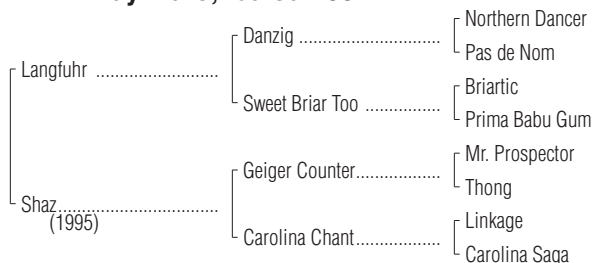 Northern Dancer
Danzig ..............................
Pas de Nom
Langfuhr ..........................
Briartic
Sweet Briar Too ................
Prima Babu Gum
Mr. Prospector
Geiger Counter..................
Thong
Shaz..................................
(1995)
Linkage
Carolina Chant..................
Carolina Saga